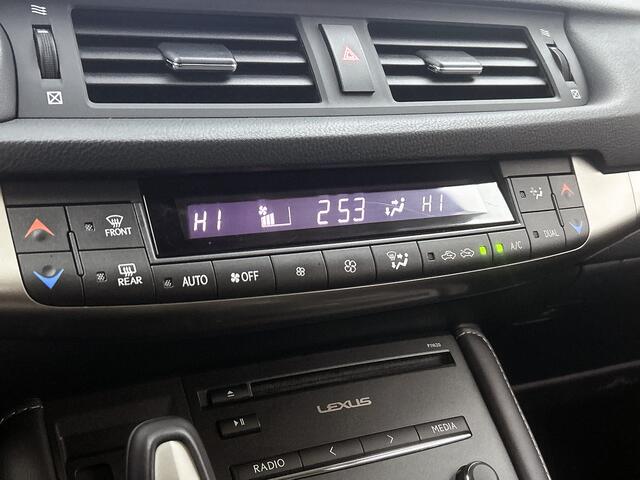 HI 253 HI
FRONT
REAR
AUTO
OFF
A/C
DUAL
LEXUS
RADIO
MEDIA